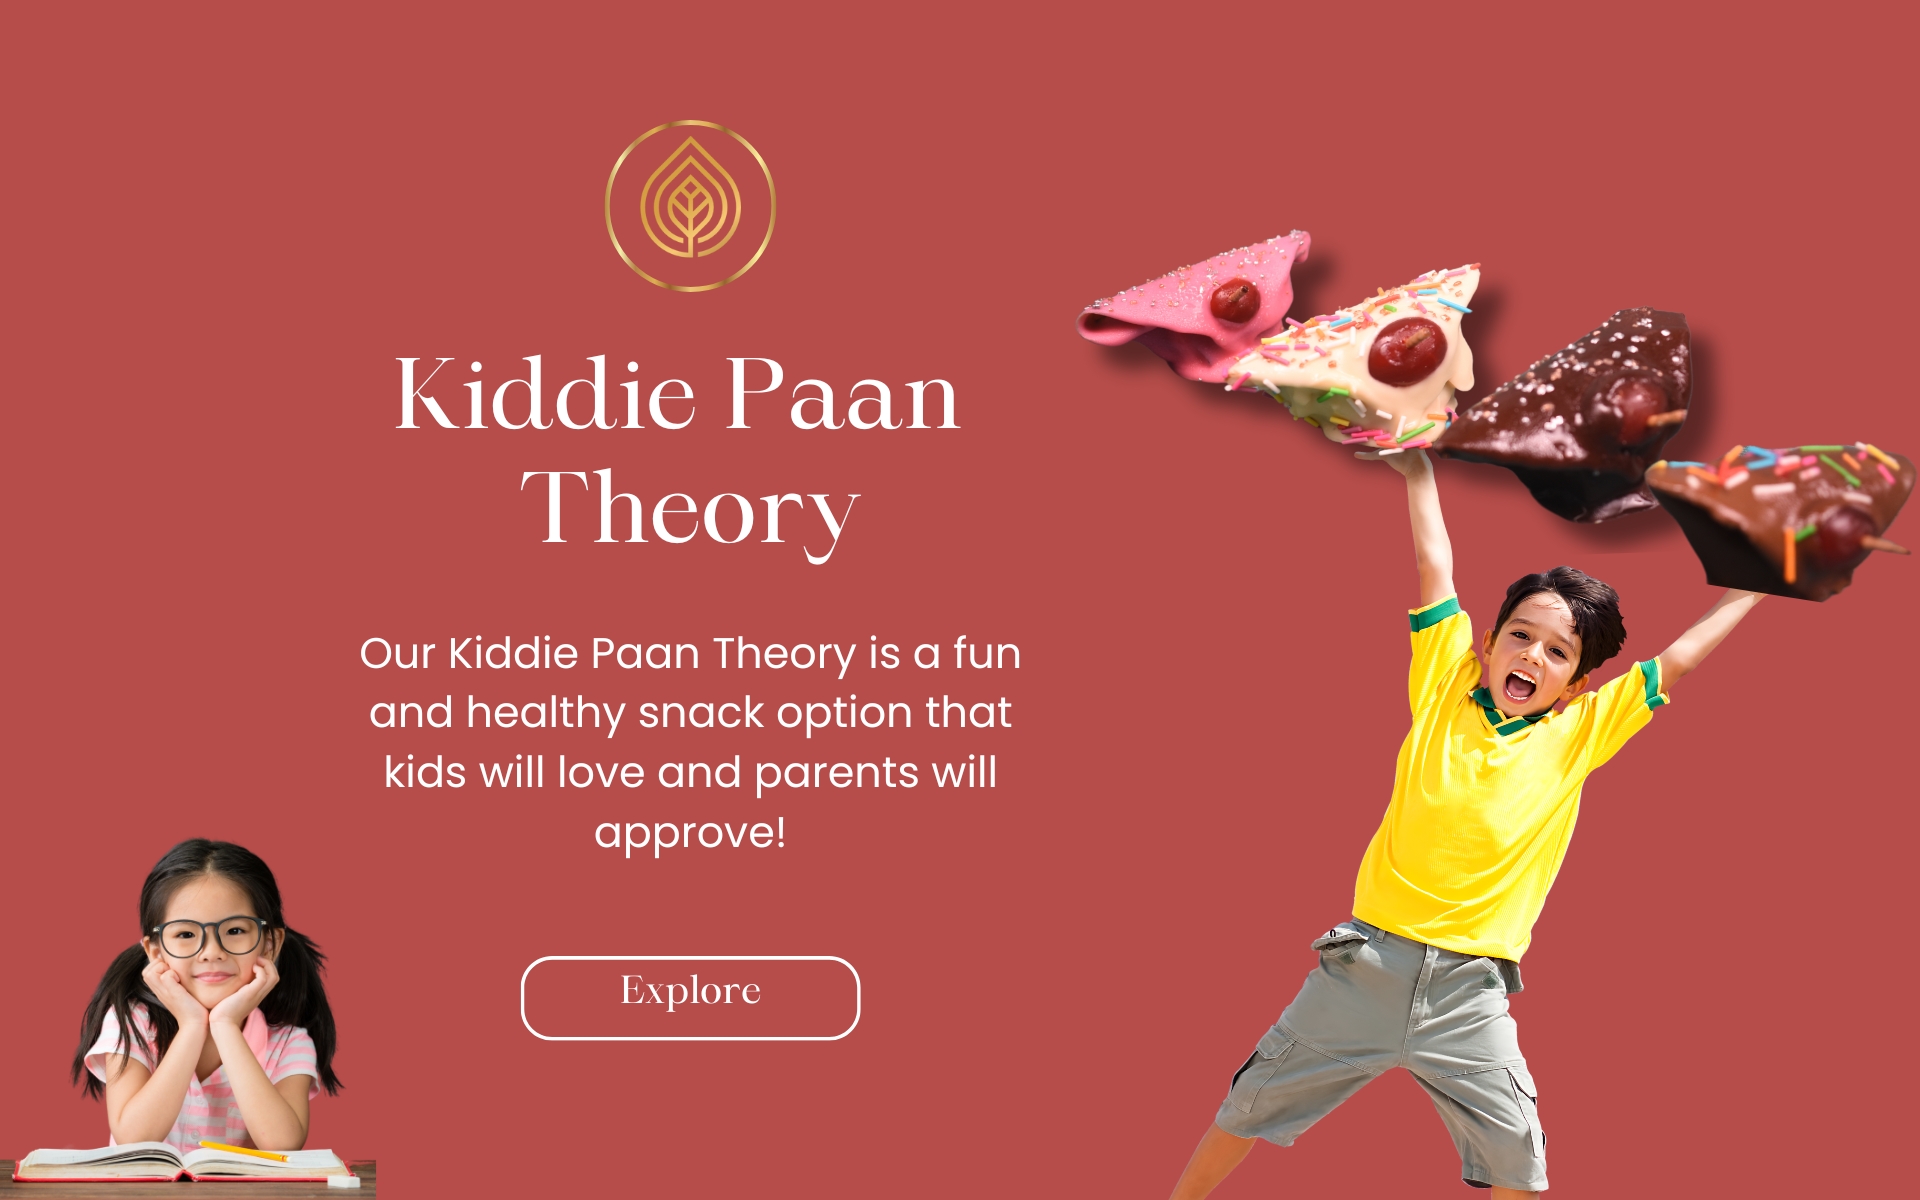 Kiddie Paan
Theory
Our Kiddie Paan Theory is a fun
and healthy snack option that
kids will love and parents will
approve!
Explore